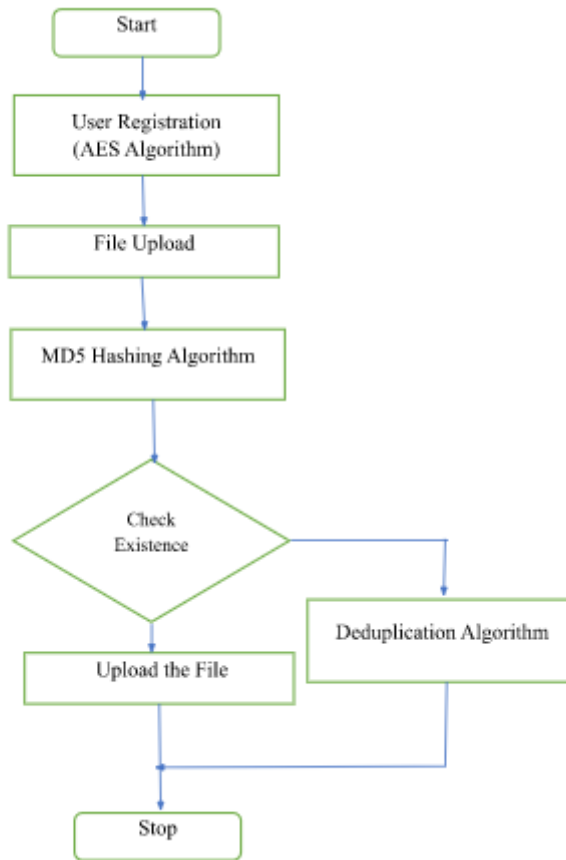 Start
User Registration
(AES Algorithm)
File Upload
MD5 Hashing Algorithm
Check
Existence
Deduplication Algorithm
Upload the File
Stop